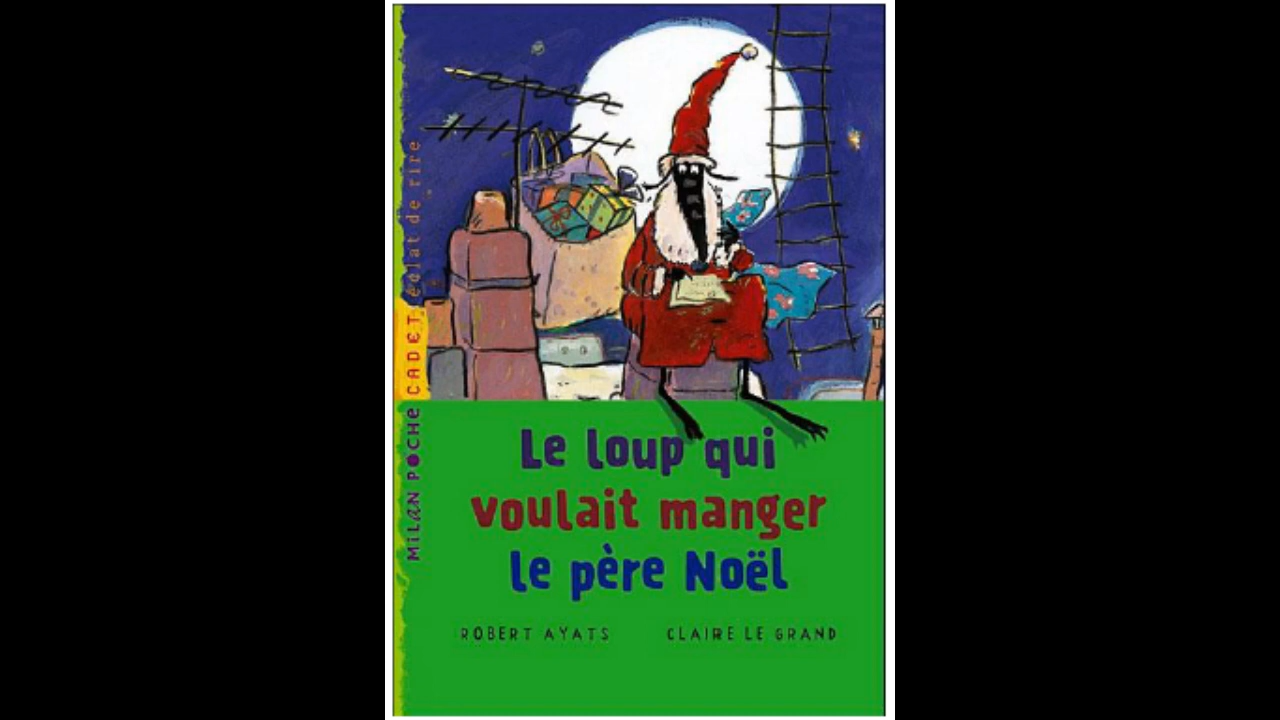 Le loup qui
voulait manger
le père Noël
ROBERT AYATS
CLAIRE LE GRAND
MILAN POCHE CADET éclat de rire